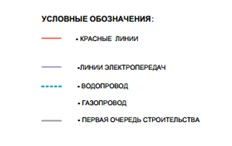 УСЛОВНЫЕ ОБОЗНАЧЕНИЯ:
- КРАСНЫЕ ЛИНИИ
-ЛИНИИ ЭЛЕКТРОПЕРЕДАЧ
- ВОДОПРОВОД
- ГАЗОПРОВОД
- ПЕРВАЯ ОЧЕРЕДЬ СТРОИТЕЛЬСТВА